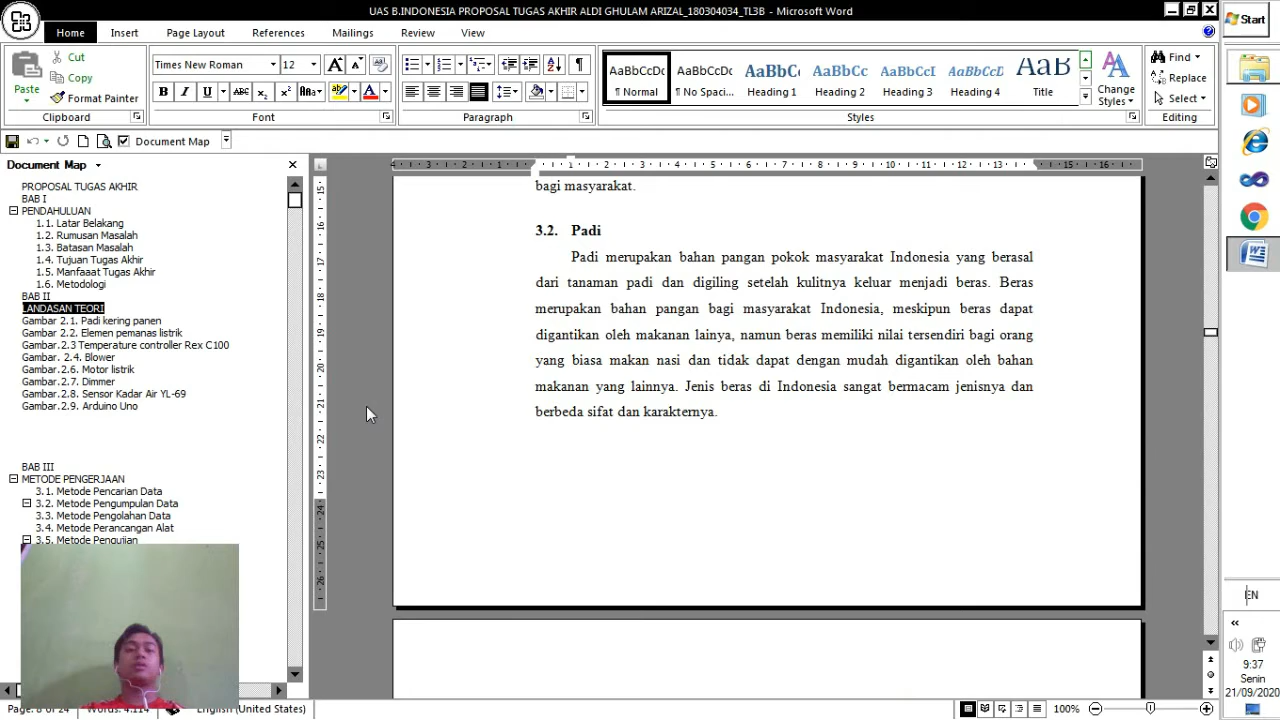 UAS B.INDONESIA PROPOSAL TUGAS AKHIR ALDI GHULAM ARIZAL_180304034_TL3B - Microsoft Word
Start
Home Insert Page Layout References Mailings Review View
Paste
Cut
Copy
Format Painter
Clipboard
Times New Roman 12
Font
Paragraph
AaBbCcDc AaBbCcDc AaBbC AaBbCc AaBbCcI AaBbCcI AaB
¶ Normal ¶ No Spaci... Heading 1 Heading 2 Heading 3 Heading 4 Title
Change Styles
Styles
Find
Replace
Select
Editing
Document Map
Document Map
PROPOSAL TUGAS AKHIR
BAB I
PENDAHULUAN
1.1. Latar Belakang
1.2. Rumusan Masalah
1.3. Batasan Masalah
1.4. Tujuan Tugas Akhir
1.5. Manfaaat Tugas Akhir
1.6. Metodologi
BAB II
LANDASAN TEORI
Gambar 2.1. Padi kering panen
Gambar 2.2. Elemen pemanas listrik
Gambar.2.3 Temperature controller Rex C100
Gambar. 2.4. Blower
Gambar.2.6. Motor listrik
Gambar.2.7. Dimmer
Gambar.2.8. Sensor Kadar Air YL-69
Gambar.2.9. Arduino Uno
BAB III
METODE PENGERJAAN
3.1. Metode Pencarian Data
3.2. Metode Pengumpulan Data
3.3. Metode Pengolahan Data
3.4. Metode Perancangan Alat
3.5. Metode Pengujian
bagi masyarakat.
3.2. Padi
Padi merupakan bahan pangan pokok masyarakat Indonesia yang berasal
dari tanaman padi dan digiling setelah kulitnya keluar menjadi beras. Beras
merupakan bahan pangan bagi masyarakat Indonesia, meskipun beras dapat
digantikan oleh makanan lainya, namun beras memiliki nilai tersendiri bagi orang
yang biasa makan nasi dan tidak dapat dengan mudah digantikan oleh bahan
makanan yang lainnya. Jenis beras di Indonesia sangat bermacam jenisnya dan
berbeda sifat dan karakternya.
Page: 8 of 24 Words: 4.114 English (United States)
100%
EN
9:37
Senin
21/09/2020